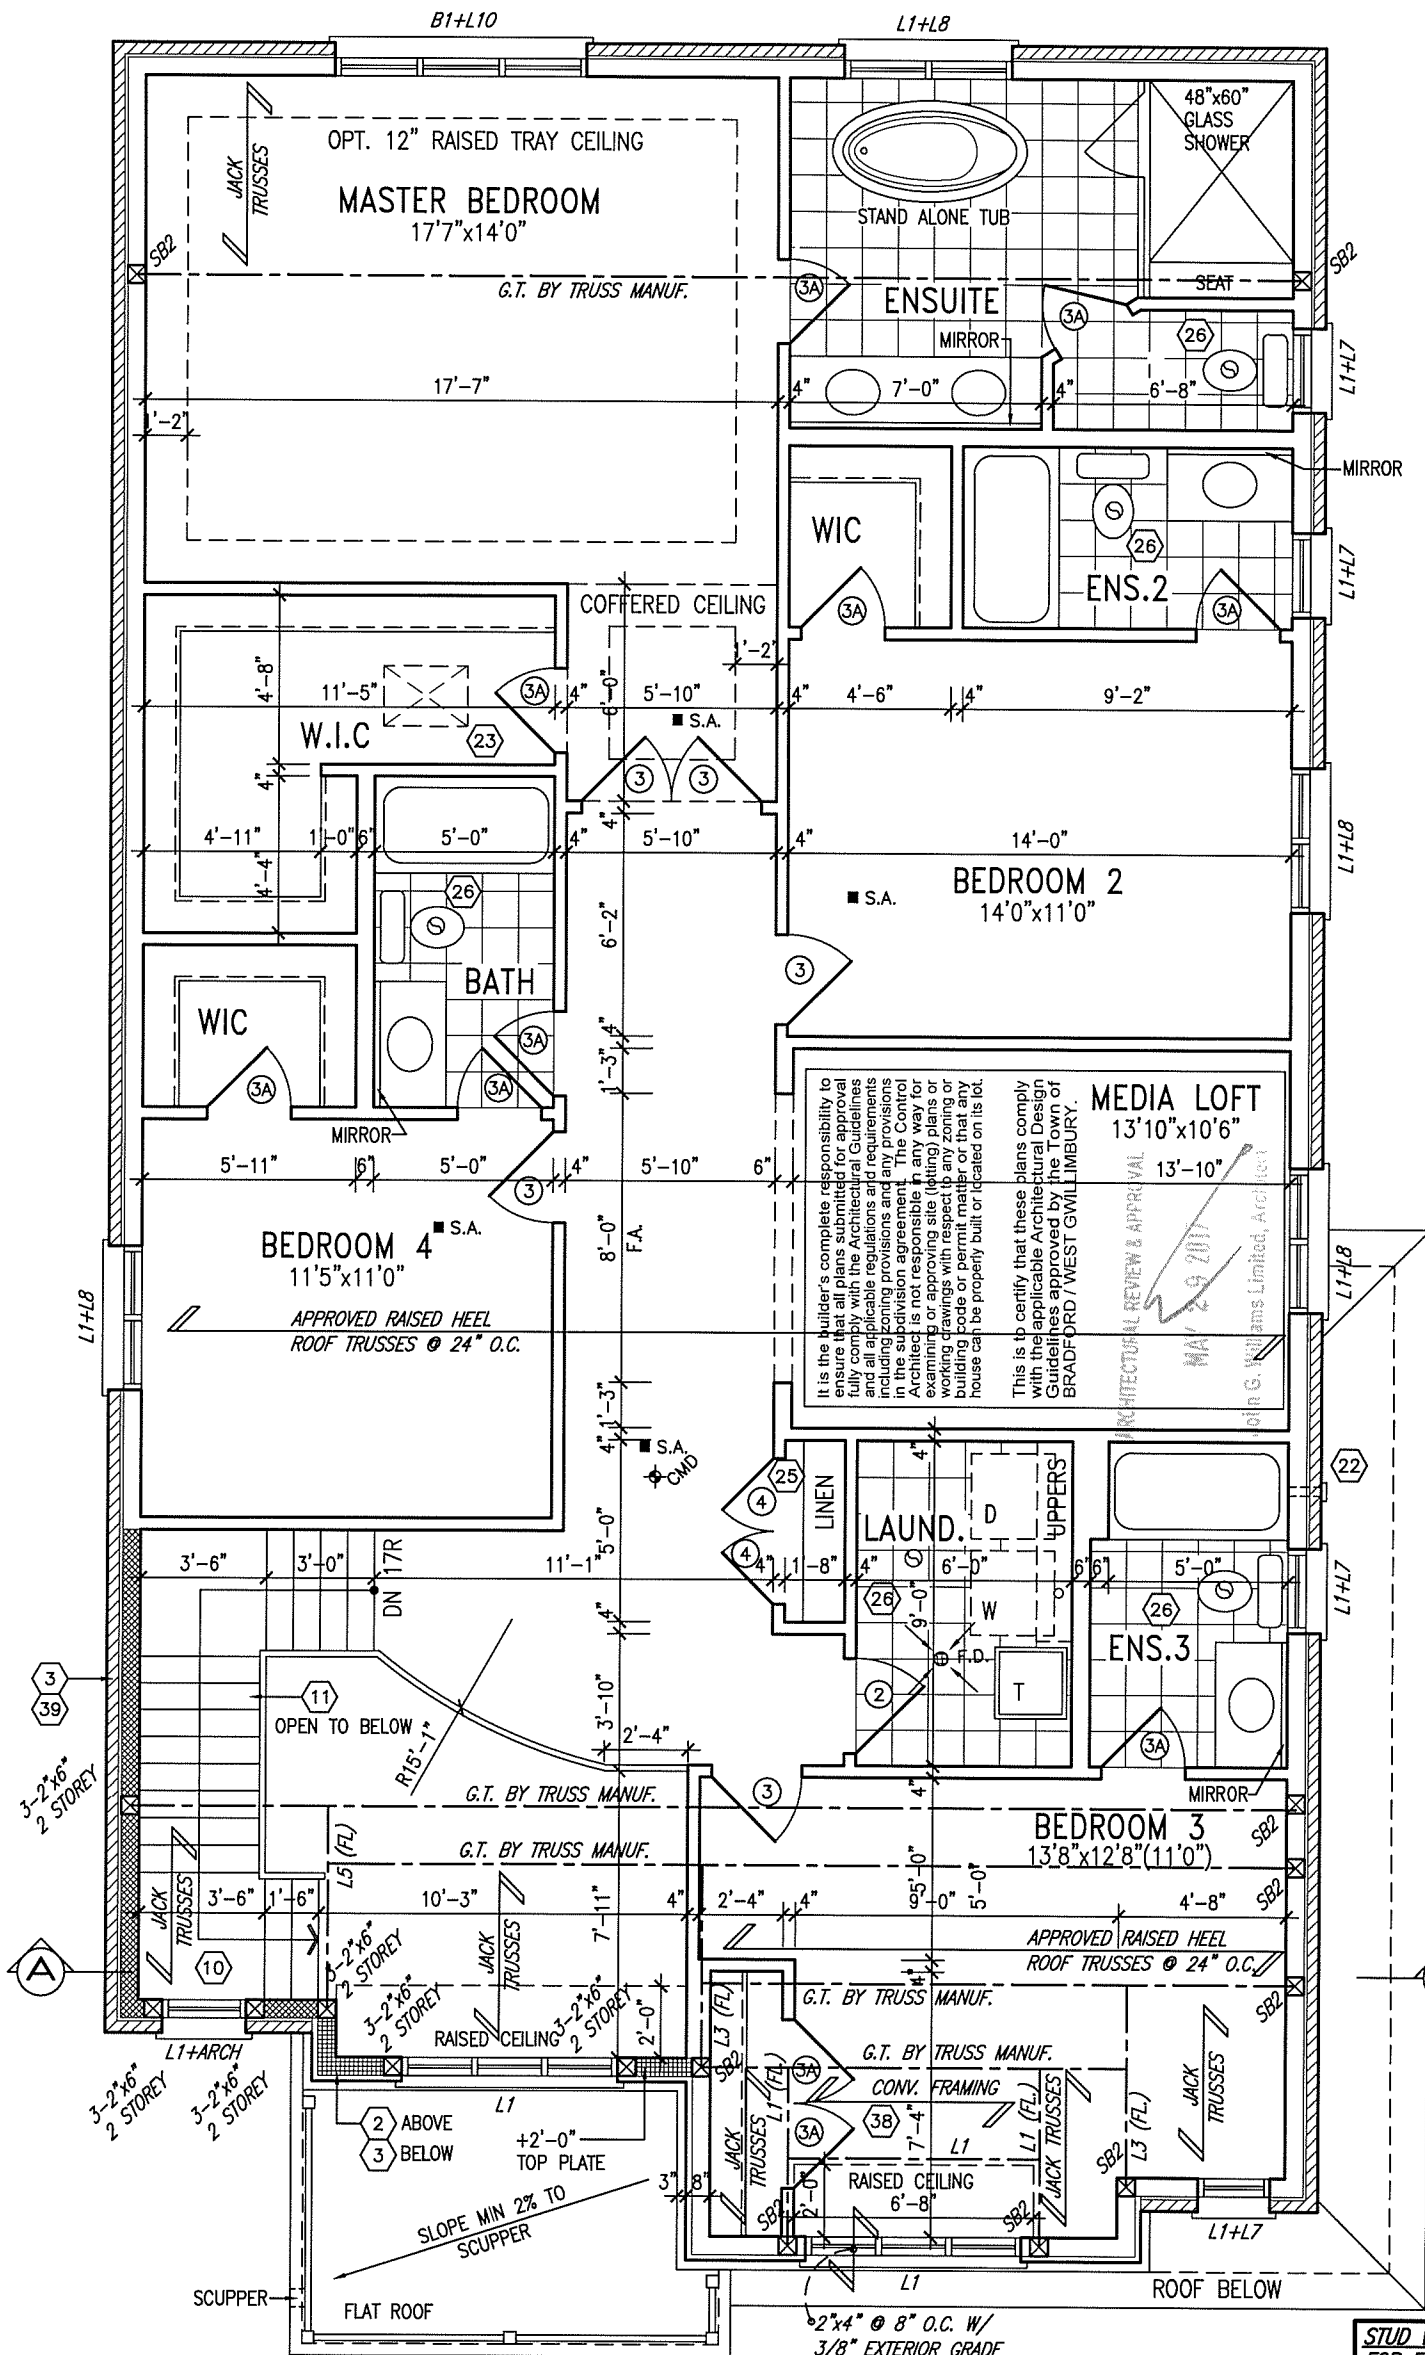 B1+L10
L1+L8
JACK
TRUSSES
OPT. 12" RAISED TRAY CEILING
MASTER BEDROOM
17'7"x14'0"
48"x60"
GLASS
SHOWER
STAND ALONE TUB
SB2
SB2
G.T. BY TRUSS MANUF.
3A
ENSUITE
SEAT
3A
26
MIRROR
L1+L7
17'-7"
4"
7'-0"
4"
6'-8"
1'-2"
MIRROR
WIC
26
ENS.2
L1+L7
3A
3A
COFFERED CEILING
1'-2"
4'-8"
11'-5"
3A
4"
6'-0"
5'-10"
4"
4'-6"
4"
9'-2"
S.A.
W.I.C
23
3
3
4"
L1+L8
4'-11"
1'-0"
6"
5'-0"
4"
4"
5'-10"
4"
14'-0"
4'-4"
26
BEDROOM 2
14'0"x11'0"
S.A.
6'-2"
BATH
3
WIC
3A
3A
3A
4"
1'-3"
MIRROR
MEDIA LOFT
13'10"x10'6"
It is the builder's complete responsibility to
ensure that all plans submitted for approval
fully comply with the Architectural Guidelines
and all applicable regulations and requirements
including zoning provisions and any provisions
in the subdivision agreement. The Control
Architect is not responsible in any way for
examining or approving site (lotting) plans or
working drawings with respect to any zoning or
building code or permit matter or that any
house can be properly built or located on its lot.
This is to certify that these plans comply
with the applicable Architectural Design
Guidelines approved by the Town of
BRADFORD / WEST GWILLIMBURY.
ARCHITECTURAL REVIEW & APPROVAL
MAY 29 2017
John G. Williams Limited, Architect
5'-11"
6"
5'-0"
4"
5'-10"
6"
13'-10"
3
S.A.
BEDROOM 4
11'5"x11'0"
8'-0"
F.A.
L1+L8
L1+L8
APPROVED RAISED HEEL
ROOF TRUSSES @ 24" O.C.
1'-3"
4"
S.A.
CMD
4
4
25
LINEN
4"
D
UPPERS
LAUND.
22
3'-6"
3'-0"
DN 17R
11'-1"
5'-0"
4"
1'-8"
4"
6'-0"
6"
6"
5'-0"
L1+L7
26
9'-0"
W
26
4"
ENS.3
3
39
11
OPEN TO BELOW
R15'-1"
3'-10"
2'-4"
2
F.D.
T
3A
3-2"x6"
2 STOREY
3
4"
MIRROR
G.T. BY TRUSS MANUF.
BEDROOM 3
13'8"x12'8"(11'0")
SB2
G.T. BY TRUSS MANUF.
L5 (FL)
SB2
JACK
TRUSSES
3'-6"
1'-6"
10'-3"
7'-11"
4"
2'-4"
4"
9'-0"
5'-0"
5'-0"
4'-8"
SB2
JACK
TRUSSES
APPROVED RAISED HEEL
ROOF TRUSSES @ 24" O.C.
A
10
3-2"x6"
2 STOREY
4"
G.T. BY TRUSS MANUF.
3-2"x6"
2 STOREY
RAISED CEILING
3-2"x6"
2 STOREY
2'-0"
L3 (FL)
L1+ARCH
SB2
G.T. BY TRUSS MANUF.
3A
CONV. FRAMING
L1 (FL)
38
7'-4"
L1
L1 (FL)
JACK TRUSSES
L3 (FL)
JACK
TRUSSES
3-2"x6"
2 STOREY
3-2"x6"
2 STOREY
L1
2 ABOVE
3 BELOW
+2'-0"
TOP PLATE
3A
JACK
TRUSSES
3"
8"
RAISED CEILING
6'-8"
2'-0"
SB2
SB2
SB2
L1+L7
SLOPE MIN 2% TO
SCUPPER
L1
ROOF BELOW
SCUPPER
FLAT ROOF
2"x4" @ 8" O.C. W/
3/8" EXTERIOR GRADE
STUD